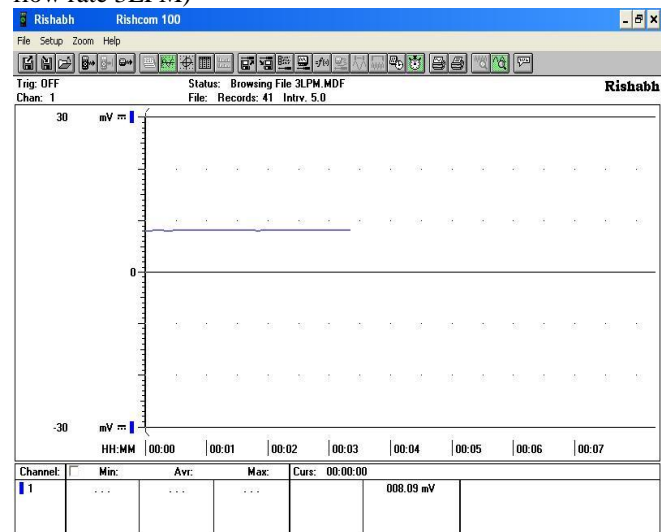 flow rate 3LPM)
Rishabh Rishcom 100
File Setup Zoom Help
Trig: OFF Status: Browsing File 3LPM.MDF
Chan: 1 File: Records: 41 Intrv. 5.0 Rishabh
30 mV
0
-30 mV
HH:MM 00:00 00:01 00:02 00:03 00:04 00:05 00:06 00:07
Channel: Min: Avr: Max: Curs: 00:00:00
1 ... ... ... 008.09 mV